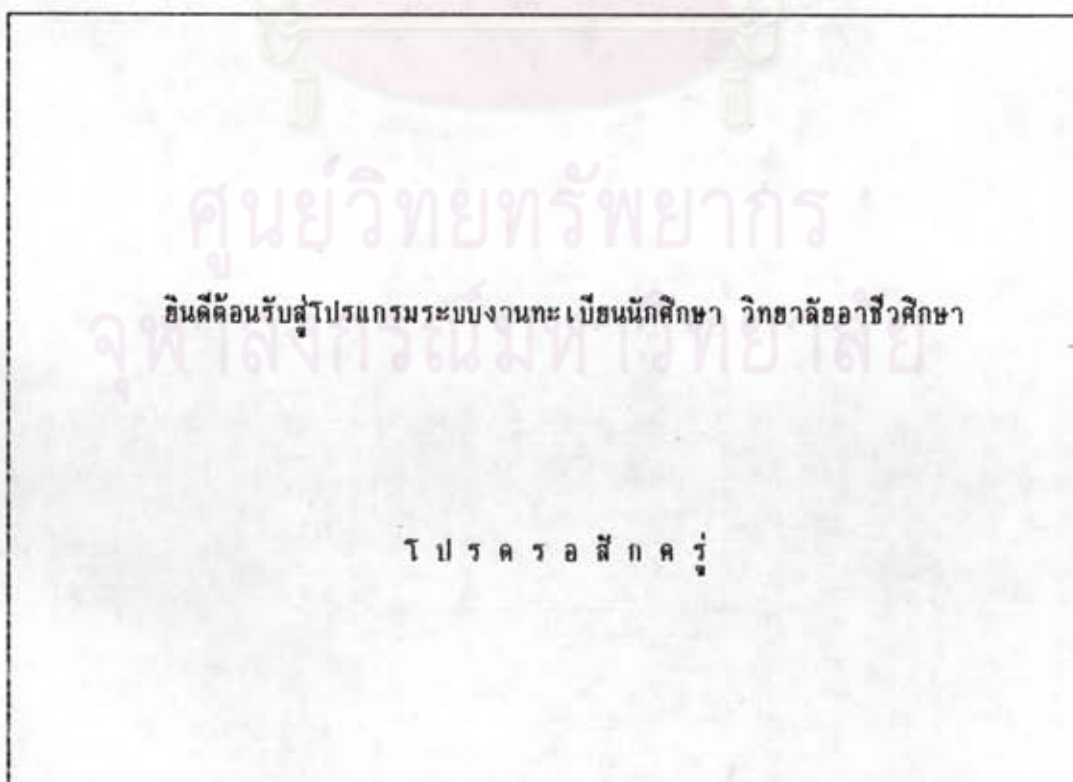 ศูนย์วิทยทรัพยากร
ยินดีต้อนรับสู่โปรแกรมระบบงานทะเบียนนักศึกษา วิทยาลัยอาชีวศึกษา
จุฬาลงกรณ์มหาวิทยาลัย
โ ป ร ด ร อ สั ก ค รู่